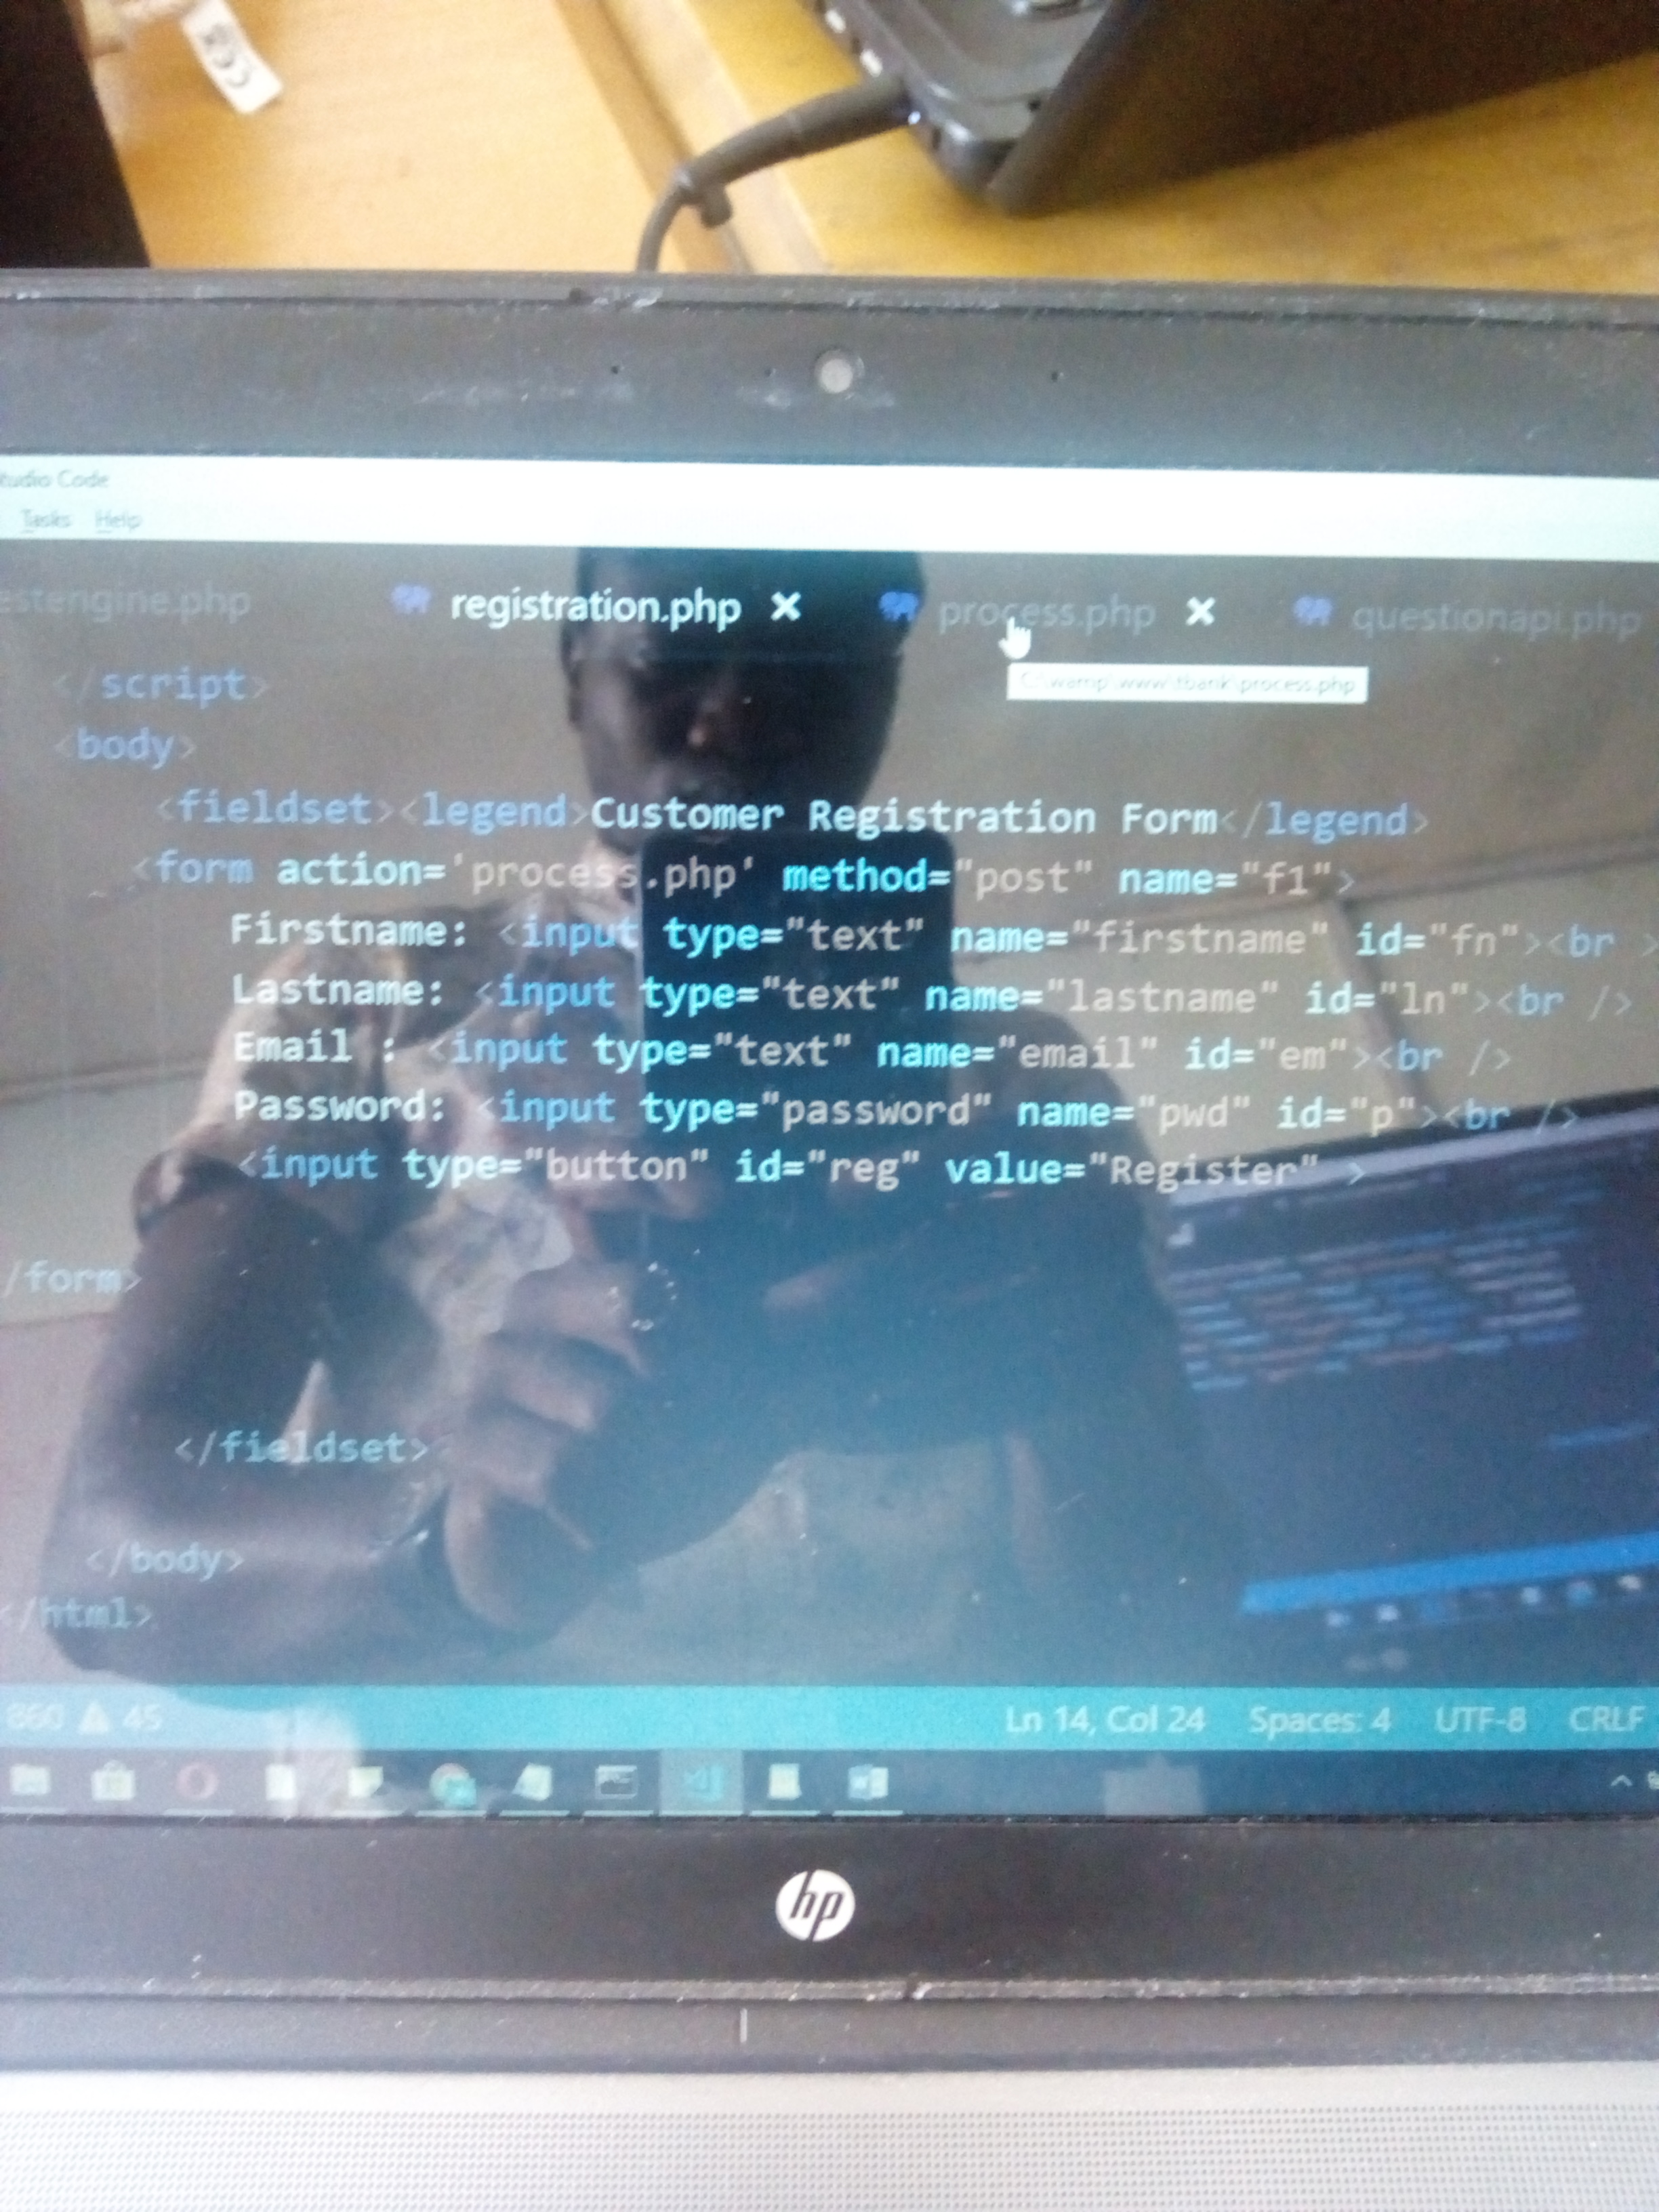 CE
tudio Code
Tasks Help
estengine.php registration.php × process.php × questionapi.php
C:\wamp\www\tbank\process.php
</script>
<body>
<fieldset><legend>Customer Registration Form</legend>
<form action='process.php' method="post" name="f1">
Firstname: <input type="text" name="firstname" id="fn"><br >
Lastname: <input type="text" name="lastname" id="ln"><br />
Email : <input type="text" name="email" id="em"><br />
Password: <input type="password" name="pwd" id="p"><br />
<input type="button" id="reg" value="Register" >
/form>
</fieldset>
</body>
</html>
860 45 Ln 14, Col 24 Spaces: 4 UTF-8 CRLF
hp